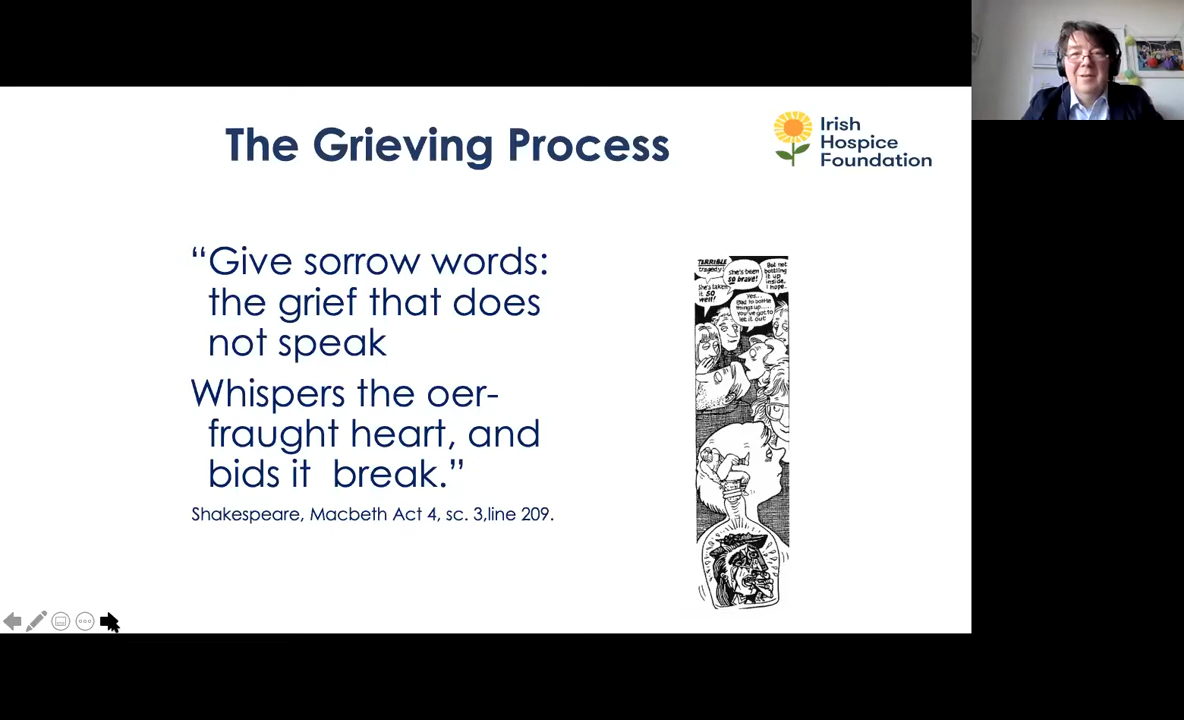 The Grieving Process
Irish
Hospice
Foundation
“Give sorrow words:
the grief that does
not speak
Whispers the oer-
fraught heart, and
bids it  break.”
Shakespeare, Macbeth Act 4, sc. 3,line 209.
TERRIBLE
tragedy!
She's taken
it SO
well!
She's been
so brave!
But not
bottling
it up
inside,
I hope.
Yes...
Bad to bottle
things up.....
You've got to
let it out